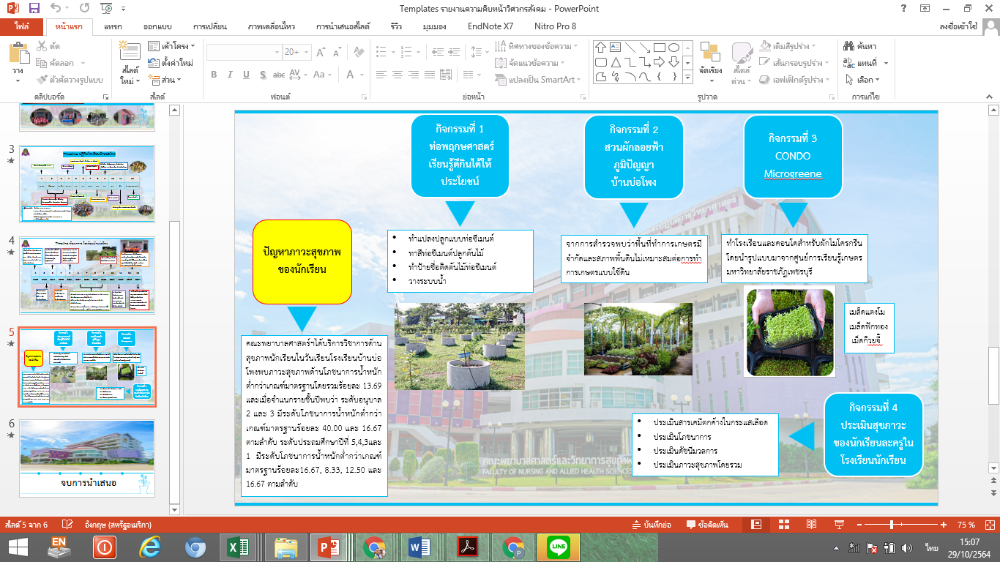 Templates รายงานความคืบหน้าวิศวกรสังคม - PowerPoint
ไฟล์ หน้าแรก แทรก ออกแบบ การเปลี่ยน ภาพเคลื่อนไหว การนำเสนอสไลด์ รีวิว มุมมอง EndNote X7 Nitro Pro 8 ลงชื่อเข้าใช้
วาง
ตัด
คัดลอก
ตัวคัดวางรูปแบบ
คลิปบอร์ด
สไลด์
ใหม่
เค้าโครง
ตั้งค่าใหม่
ส่วน
สไลด์
20+
ฟอนต์
ทิศทางของข้อความ
จัดแนวข้อความ
แปลงเป็น SmartArt
ย่อหน้า
จัดเรียง
สไตล์
ด่วน
เติมสีรูปร่าง
เส้นกรอบรูปร่าง
เอฟเฟ็กต์รูปร่าง
รูปวาด
ค้นหา
แทนที่
เลือก
การแก้ไข
3
4
5
6
จบการนำเสนอ
กิจกรรมที่ 1
ท่อพฤกษศาสตร์
เรียนรู้ดีกินได้ให้
ประโยชน์
กิจกรรมที่ 2
สวนผักลอยฟ้า
ภูมิปัญญา
บ้านบ่อโพง
กิจกรรมที่ 3
CONDO
Microgreene
ปัญหาภาวะสุขภาพ
ของนักเรียน
• ทำแปลงปลูกแบบท่อซีเมนต์
• ทาสีท่อซีเมนต์ปลูกต้นไม้
• ทำป้ายชื่อติดต้นไม้ท่อซีเมนต์
• วางระบบน้ำ
จากการสำรวจพบว่าพื้นที่ทำการเกษตรมี
จำกัดและสภาพพื้นดินไม่เหมาะสมต่อการทำ
การเกษตรแบบใช้ดิน
ทำโรงเรือนและคอนโดสำหรับผักไมโครกรีน
โดยนำรูปแบบมาจากศูนย์การเรียนรู้เกษตร
มหาวิทยาลัยราชภัฏเพชรบุรี
เมล็ดแตงโม
เมล็ดฟักทอง
เม็ดก๊วยจี๊
คณะพยาบาลศาสตร์ฯได้บริการวิชาการด้าน
สุขภาพนักเรียนในวันเรียนโรงเรียนบ้านบ่อ
โพงพบภาวะสุขภาพด้านโภชนาการน้ำหนัก
ต่ำกว่าเกณฑ์มาตรฐานโดยรวมร้อยละ 13.69
และเมื่อจำแนกรายชั้นปีพบว่า ระดับอนุบาล
2 และ 3 มีระดับโภชนาการน้ำหนักต่ำกว่า
เกณฑ์มาตรฐานร้อยละ 40.00 และ 16.67
ตามลำดับ ระดับประถมศึกษาปีที่ 5,4,3และ
1 มีระดับโภชนาการน้ำหนักต่ำกว่าเกณฑ์
มาตรฐานร้อยละ16.67, 8.33, 12.50 และ
16.67 ตามลำดับ
• ประเมินสารเคมีตกค้างในกระแสเลือด
• ประเมินโภชนาการ
• ประเมินดัชนีมวลการ
• ประเมินภาวะสุขภาพโดยรวม
กิจกรรมที่ 4
ประเมินสุขภาวะ
ของนักเรียนละครูใน
โรงเรียนนักเรียน
คณะพยาบาลศาสตร์และวิทยาการสุขภาพ
FACULTY OF NURSING AND ALLIED HEALTH SCIENCES
สไลด์ 5 จาก 6 อังกฤษ (สหรัฐอเมริกา) บันทึกย่อ ข้อคิดเห็น 75 %
EN
LINE
ไทย
15:07
29/10/2564